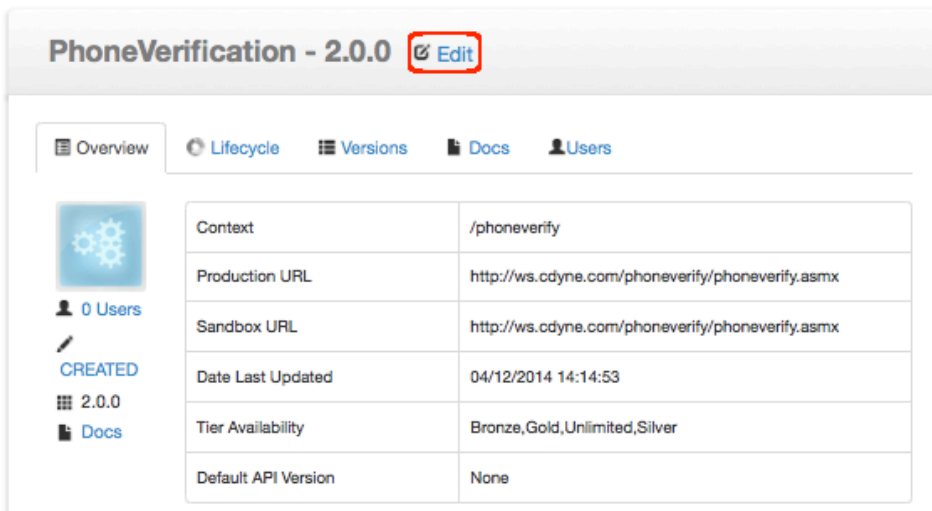 PhoneVerification - 2.0.0 Edit
Overview Lifecycle Versions Docs Users
0 Users
CREATED
2.0.0
Docs
Context /phoneverify
Production URL http://ws.cdyne.com/phoneverify/phoneverify.asmx
Sandbox URL http://ws.cdyne.com/phoneverify/phoneverify.asmx
Date Last Updated 04/12/2014 14:14:53
Tier Availability Bronze,Gold,Unlimited,Silver
Default API Version None